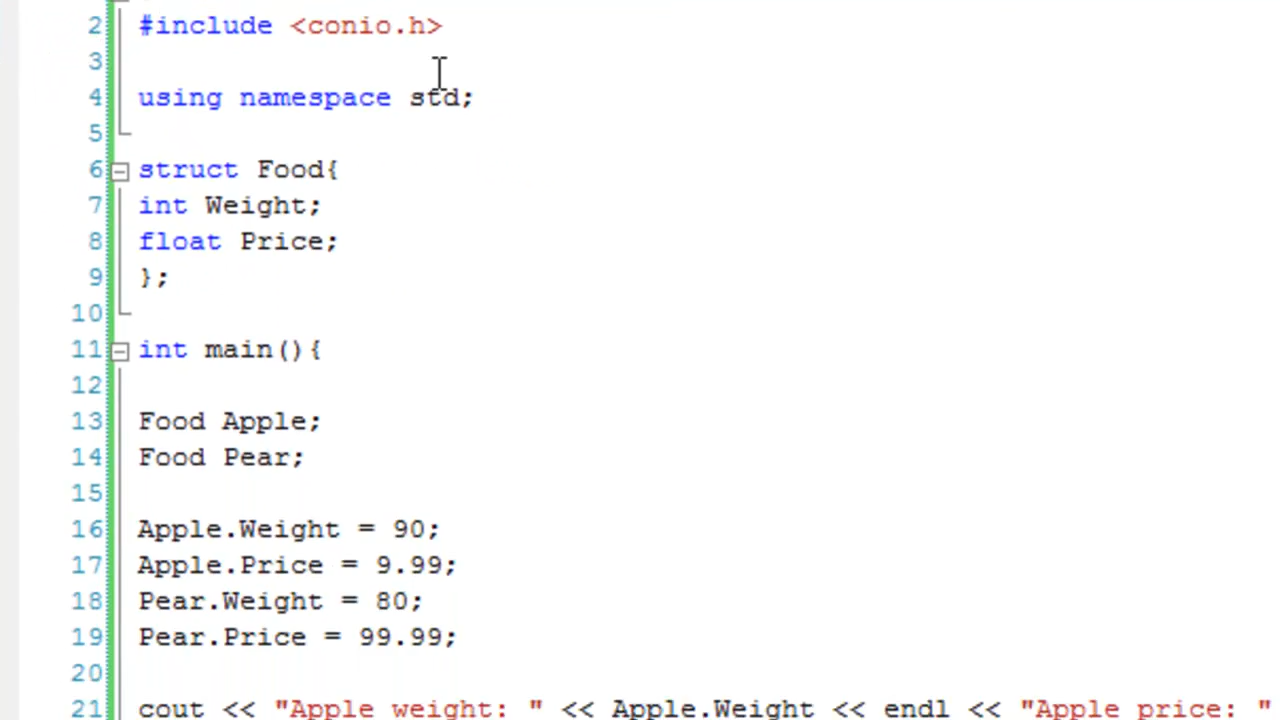 2 #include <conio.h>
3
4 using namespace std;
5
6 struct Food{
7 int Weight;
8 float Price;
9 };
10
11 int main(){
12
13 Food Apple;
14 Food Pear;
15
16 Apple.Weight = 90;
17 Apple.Price = 9.99;
18 Pear.Weight = 80;
19 Pear.Price = 99.99;
20
21 cout << "Apple weight: " << Apple.Weight << endl << "Apple price: "